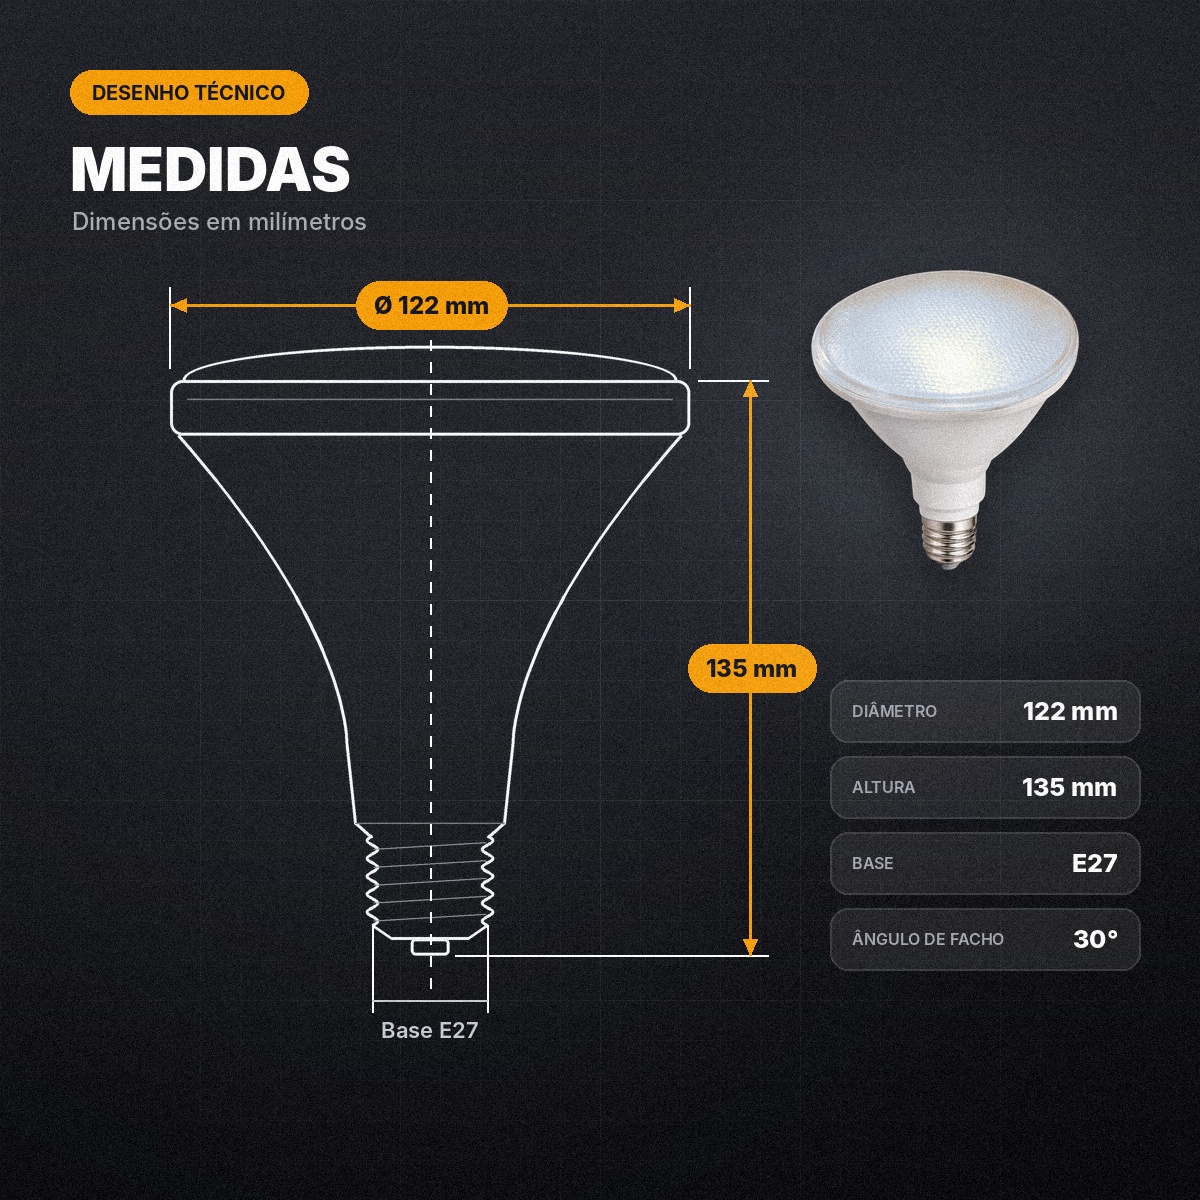 DESENHO TÉCNICO
MEDIDAS
Dimensões em milímetros
Ø 122 mm
135 mm
DIÂMETRO 122 mm
ALTURA 135 mm
BASE E27
ÂNGULO DE FACHO 30°
Base E27